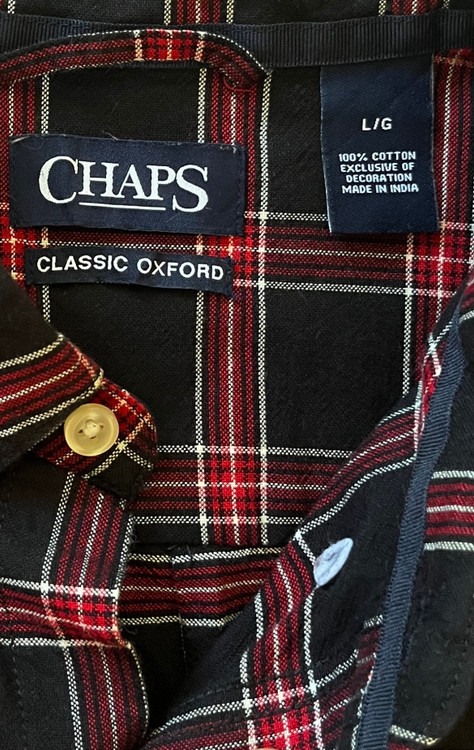 CHAPS
CLASSIC OXFORD
L/G
100% COTTON
EXCLUSIVE OF
DECORATION
MADE IN INDIA